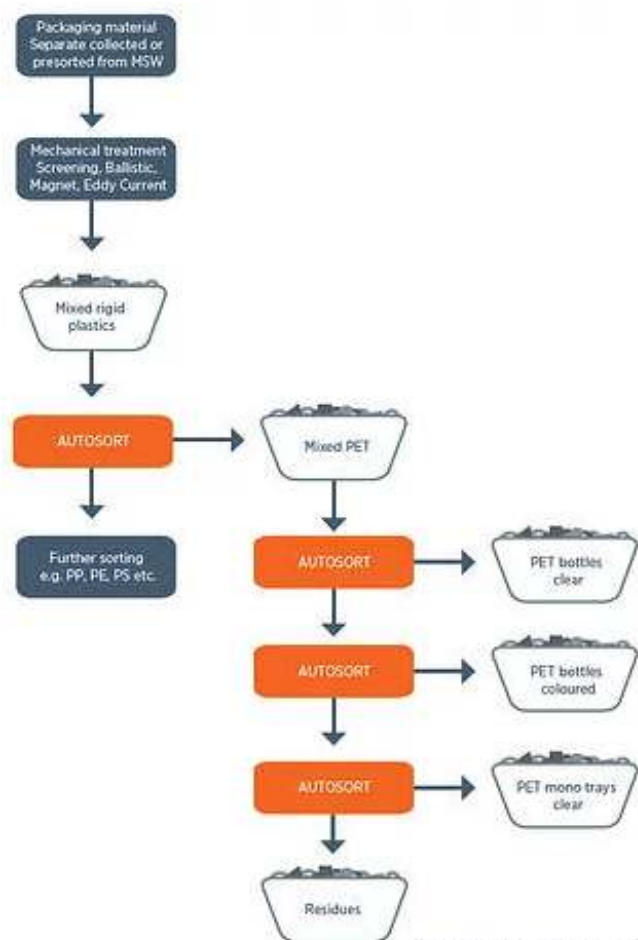 Packaging material
Separate collected or
presorted from MSW
Mechanical treatment
Screening, Ballistic,
Magnet, Eddy Current
Mixed rigid
plastics
AUTOSORT
Mixed PET
Further sorting
e.g. PP, PE, PS etc.
AUTOSORT
PET bottles
clear
AUTOSORT
PET bottles
coloured
AUTOSORT
PET mono trays
clear
Residues